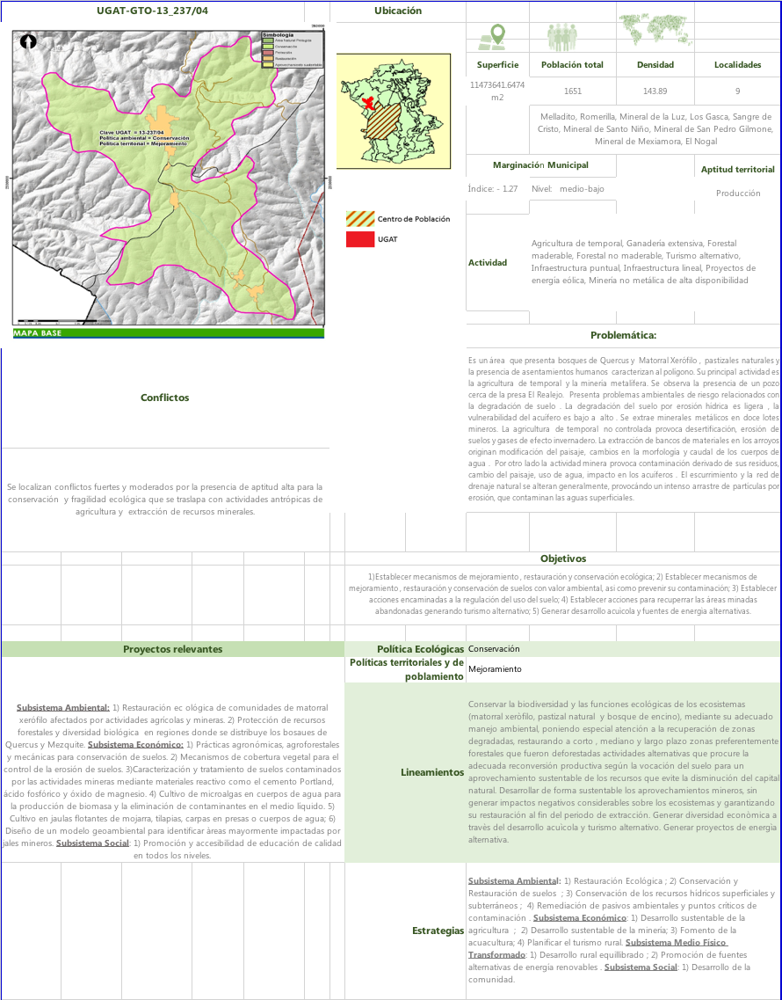 UGAT-GTO-13_237/04
Ubicación
Simbología
Área Natural Protegida
Conservación
Protección
Restauración
Aprovechamiento sustentable
Clave UGAT = 13-237/04
Política ambiental = Conservación
Política territorial = Mejoramiento
MAPA BASE
Centro de Población
UGAT
Superficie
Población total
Densidad
Localidades
11473641.6474
m2
1651
143.89
9
Melladito, Romerilla, Mineral de la Luz, Los Gasca, Sangre de
Cristo, Mineral de Santo Niño, Mineral de San Pedro Gilmone,
Mineral de Mexiamora, El Nogal
Marginación Municipal
Aptitud territorial
Índice: - 1.27
Nivel: medio-bajo
Producción
Actividad
Agricultura de temporal, Ganadería extensiva, Forestal
maderable, Forestal no maderable, Turismo alternativo,
Infraestructura puntual, Infraestructura lineal, Proyectos de
energía eólica, Minería no metálica de alta disponibilidad
Problemática:
Es un área que presenta bosques de Quercus y Matorral Xerófilo , pastizales naturales y
la presencia de asentamientos humanos caracterizan al polígono. Su principal actividad es
la agricultura de temporal y la minería metalífera. Se observa la presencia de un pozo
cerca de la presa El Realejo. Presenta problemas ambientales de riesgo relacionados con
la degradación de suelo . La degradación del suelo por erosión hídrica es ligera , la
vulnerabilidad del acuífero es bajo a alto . Se extrae minerales metálicos en doce lotes
mineros. La agricultura de temporal no controlada provoca desertificación, erosión de
suelos y gases de efecto invernadero. La extracción de bancos de materiales en los arroyos
originan modificación del paisaje, cambios en la morfología y caudal de los cuerpos de
agua . Por otro lado la actividad minera provoca contaminación derivado de sus residuos,
cambio del paisaje, uso de agua, impacto en los acuíferos . El escurrimiento y la red de
drenaje natural se alteran generalmente, provocándo un intenso arrastre de partículas por
erosión, que contaminan las aguas superficiales.
Conflictos
Se localizan conflictos fuertes y moderados por la presencia de aptitud alta para la
conservación y fragilidad ecológica que se traslapa con actividades antrópicas de
agricultura y extracción de recursos minerales.
Objetivos
1)Establecer mecanismos de mejoramiento , restauración y conservación ecológica; 2) Establecer mecanismos de
mejoramiento , restauración y conservación de suelos con valor ambiental, así como prevenir su contaminación; 3) Establecer
acciones encaminadas a la regulación del uso del suelo; 4) Establecer acciones para recuperrar las áreas minadas
abandonadas generando turismo alternativo; 5) Generar desarrollo acuícola y fuentes de energía alternativas.
Proyectos relevantes
Política Ecológicas
Conservación
Políticas territoriales y de
poblamiento
Mejoramiento
Subsistema Ambiental: 1) Restauración ec ológica de comunidades de matorral
xerófilo afectados por actividades agrícolas y mineras. 2) Protección de recursos
forestales y diversidad biológica en regiones donde se distribuye los bosaues de
Quercus y Mezquite. Subsistema Económico: 1) Prácticas agronómicas, agroforestales
y mecánicas para conservación de suelos. 2) Mecanismos de cobertura vegetal para el
control de la erosión de suelos. 3)Caracterización y tratamiento de suelos contaminados
por las actividades mineras mediante materiales reactivo como el cemento Portland,
ácido fosfórico y óxido de magnesio. 4) Cultivo de microalgas en cuerpos de agua para
la producción de biomasa y la eliminación de contaminantes en el medio líquido. 5)
Cultivo en jaulas flotantes de mojarra, tilapias, carpas en presas o cuerpos de agua; 6)
Diseño de un modelo geoambiental para identificar áreas mayormente impactadas por
jales mineros. Subsistema Social: 1) Promoción y accesibilidad de educación de calidad
en todos los niveles.
Lineamientos
Conservar la biodiversidad y las funciones ecológicas de los ecosistemas
(matorral xerófilo, pastizal natural y bosque de encino), mediante su adecuado
manejo ambiental, poniendo especial atención a la recuperación de zonas
degradadas, restaurando a corto , mediano y largo plazo zonas preferentemente
forestales que fueron deforestadas actividades alternativas que procure la
adecuada reconversión productiva según la vocación del suelo para un
aprovechamiento sustentable de los recursos que evite la disminución del capital
natural. Desarrollar de forma sustentable los aprovechamientos mineros, sin
generar impactos negativos considerables sobre los ecosistemas y garantizando
su restauración al fin del periodo de extracción. Generar diversidad económica a
través del desarrollo acuícola y turismo alternativo. Generar proyectos de energía
alternativa.
Estrategias
Subsistema Ambiental: 1) Restauración Ecológica ; 2) Conservación y
Restauración de suelos ; 3) Conservación de los recursos hídricos superficiales y
subterráneos ; 4) Remediación de pasivos ambientales y puntos críticos de
contaminación . Subsistema Económico: 1) Desarrollo sustentable de la
agricultura ; 2) Desarrollo sustentable de la minería; 3) Fomento de la
acuacultura; 4) Planificar el turismo rural. Subsistema Medio Físico
Transformado: 1) Desarrollo rural equillibrado ; 2) Promoción de fuentes
alternativas de energía renovables . Subsistema Social: 1) Desarrollo de la
comunidad.